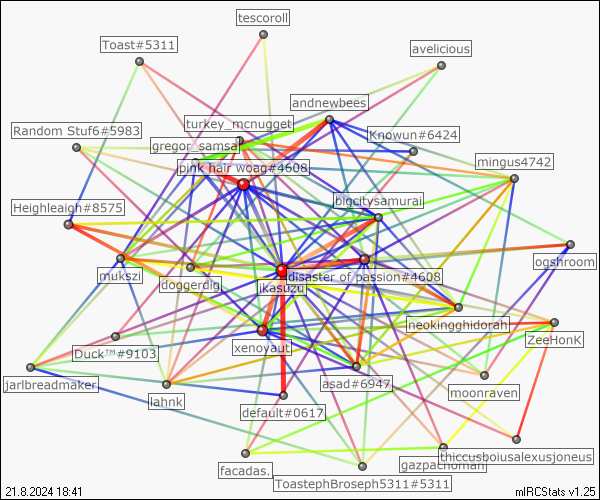 tescoroll
Toast#5311
avelicious
andnewbees
turkey_mcnugget
Random Stuf6#5983
Knowun#6424
gregor_samsa
mingus4742
pink hair woag#4608
bigcitysamurai
Heighleaigh#8575
mukszi
disaster of passion#4608
ogshroom
doggerdig
jkasuzu
neokingghidorah
ZeeHonK
xenoyaut
Duck™#9103
jarlbreadmaker
asad#6947
moonraven
lahnk
default#0617
thiccusboiusalexusjoneus
facadas.
gazpachoman
ToastephBroseph5311#5311
21.8.2024 18:41
mIRCStats v1.25